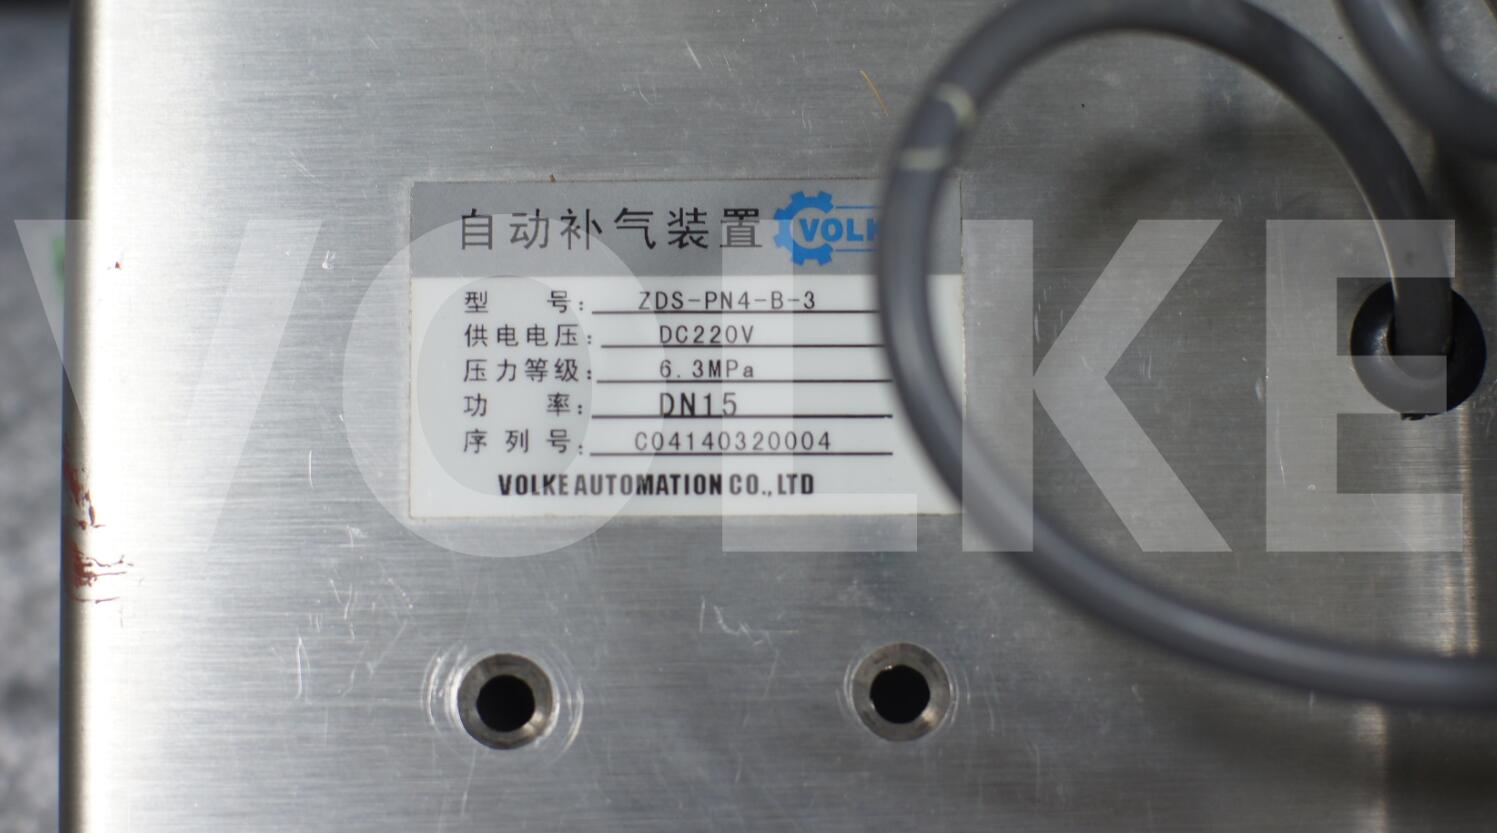 自动补气装置 VOLK
型 号: ZDS-PN4-B-3
供电电压: DC220V
压力等级: 6.3MPa
功 率: DN15
序列号: C04140320004
VOLKE AUTOMATION CO., LTD
VOLKE